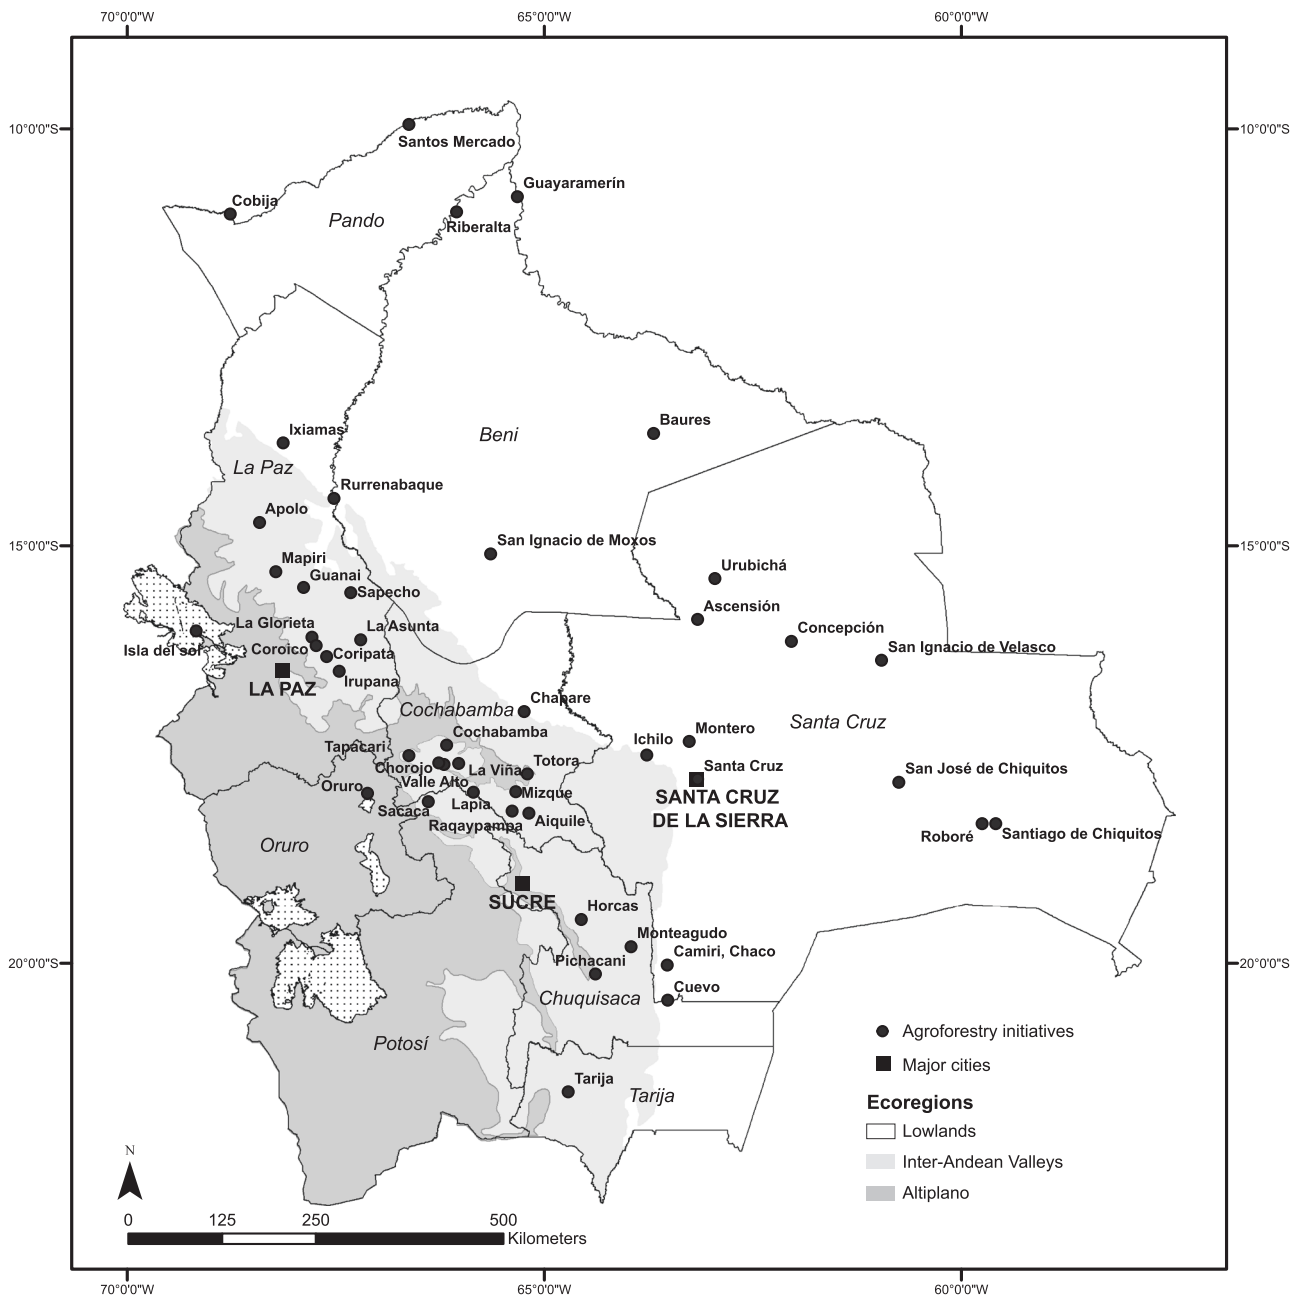 70°0'0"W 65°0'0"W 60°0'0"W
10°0'0"S 10°0'0"S
Santos Mercado
Guayaramerín
Cobija
Pando
Riberalta
Baures
Ixiamas
Beni
La Paz
Rurrenabaque
Apolo
San Ignacio de Moxos
15°0'0"S 15°0'0"S
Mapiri
Urubichá
Guanai
Sapecho
Ascensión
La Glorieta
La Asunta
Concepción
Isla del sol
Coroico
Coripata
San Ignacio de Velasco
Irupana
LA PAZ
Chapare
Cochabamba
Santa Cruz
Cochabamba
Montero
Ichilo
Tapacari
Totora
Santa Cruz
Chorojo
La Viña
San José de Chiquitos
Valle Alto
Oruro
Mizque
SANTA CRUZ
DE LA SIERRA
Lapia
Sacaca
Raqaypampa
Aiquile
Roboré
Santiago de Chiquitos
Oruro
SUCRE
Horcas
Monteagudo
Camiri, Chaco
Pichacani
20°0'0"S 20°0'0"S
Cuevo
Chuquisaca
Potosí
Tarija
Tarija
Agroforestry initiatives
Major cities
Ecoregions
Lowlands
Inter-Andean Valleys
Altiplano
N
0 125 250 500
Kilometers
70°0'0"W 65°0'0"W 60°0'0"W